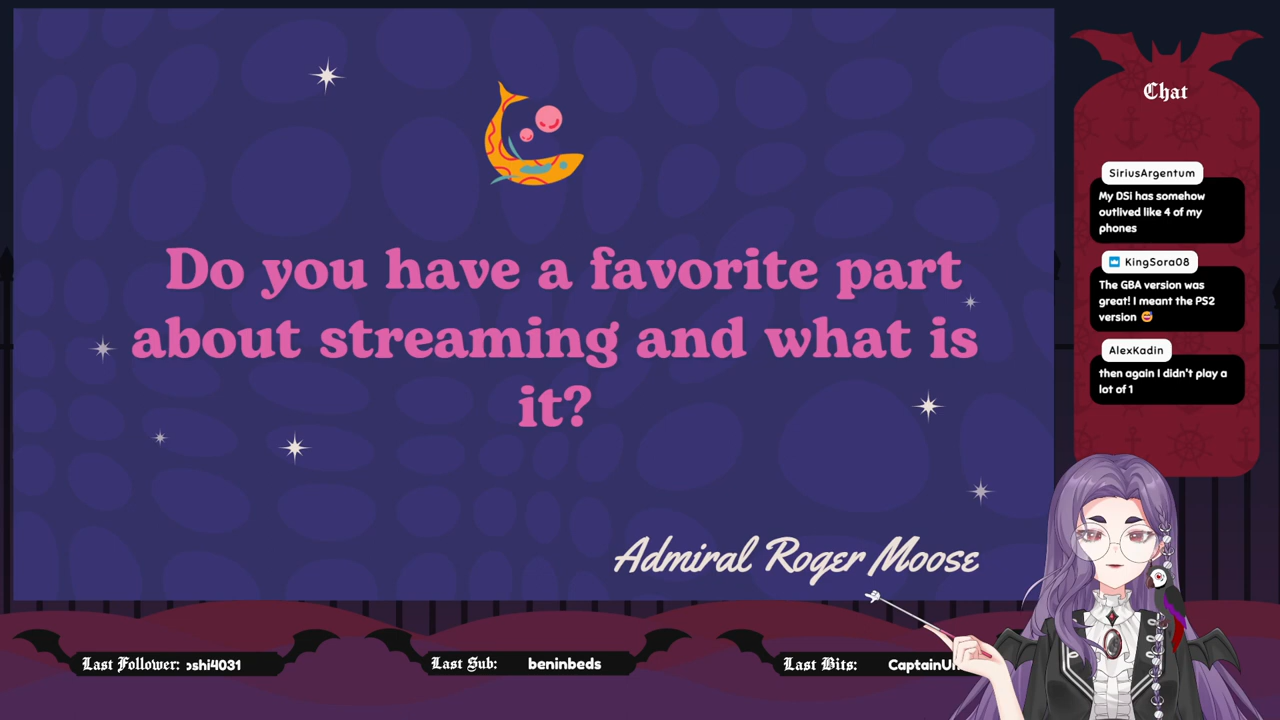 Do you have a favorite part
about streaming and what is
it?
Admiral Roger Moose
Chat
SiriusArgentum
My DSi has somehow
outlived like 4 of my
phones
KingSora08
The GBA version was
great! I meant the PS2
version 😅
AlexKadin
then again I didn't play a
lot of 1
Last Follower: oshi4031
Last Sub: beninbeds
Last Bits: